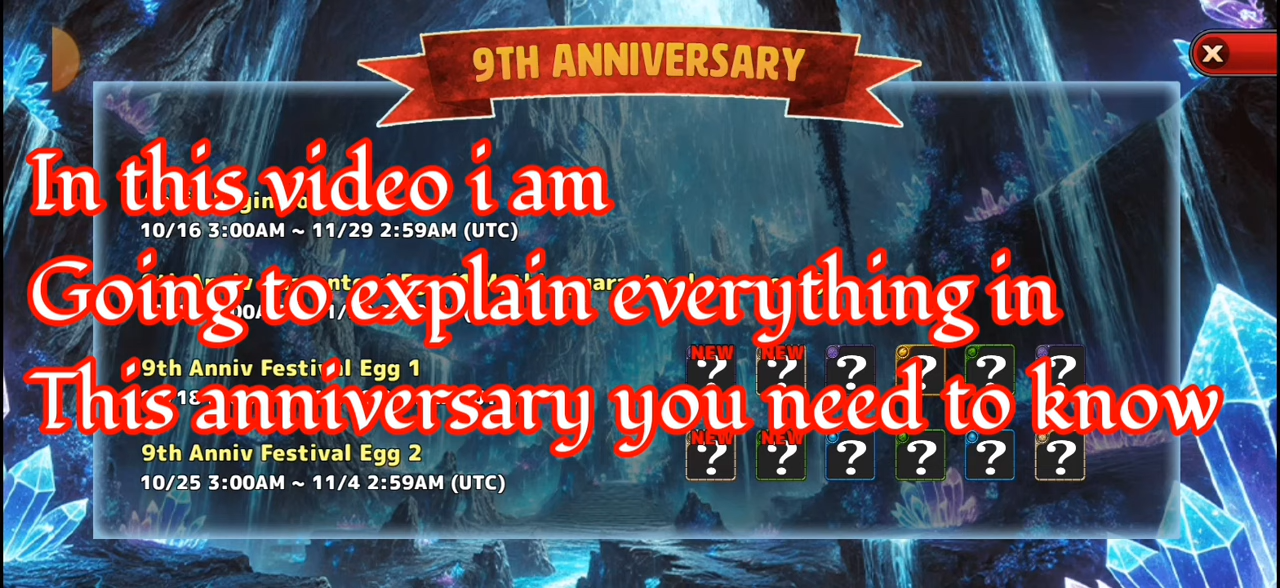 9TH ANNIVERSARY
X
In this video i am
10/16 3:00AM ~ 11/29 2:59AM (UTC)
Going to explain everything in
9th Anniv Festival Egg 1
NEW NEW ? ? ? ? ? ?
This anniversary you need to know
9th Anniv Festival Egg 2
NEW NEW ? ? ? ? ? ?
10/25 3:00AM ~ 11/4 2:59AM (UTC)